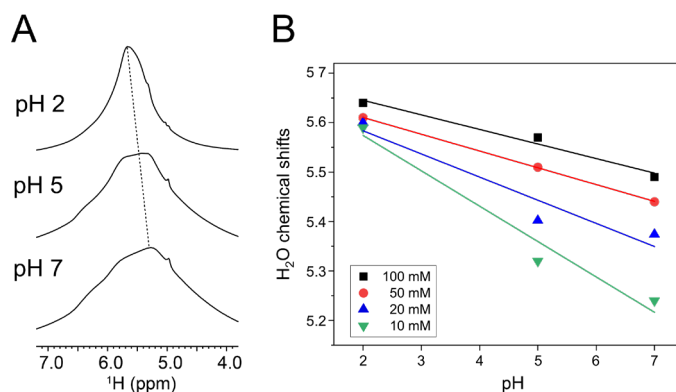 A
pH 2
pH 5
pH 7
7.0 6.0 5.0 4.0
¹H (ppm)
B
H₂O chemical shifts
5.7
5.6
5.5
5.4
5.3
5.2
100 mM
50 mM
20 mM
10 mM
2 3 4 5 6 7
pH